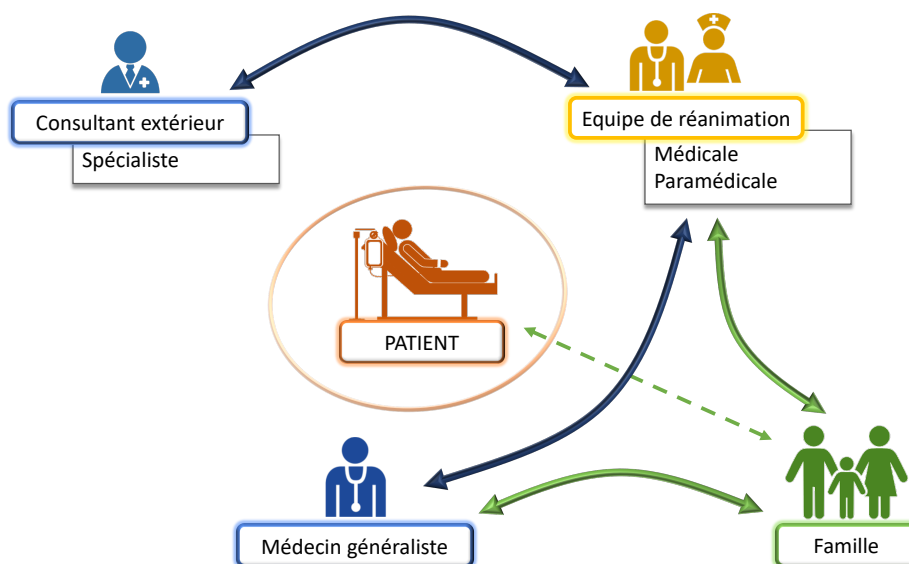 Consultant extérieur
Spécialiste
Equipe de réanimation
Médicale
Paramédicale
PATIENT
Médecin généraliste
Famille